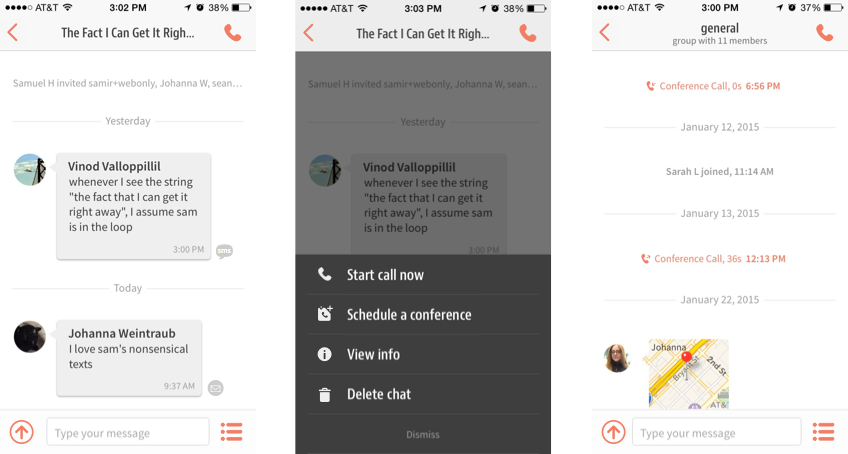 AT&T 3:02 PM 38%
The Fact I Can Get It Righ...
Samuel H invited samir+webonly, Johanna W, sean...
Yesterday
Vinod Valloppillil
whenever I see the string
"the fact that I can get it
right away", I assume sam
is in the loop
3:00 PM
sms
Today
Johanna Weintraub
I love sam's nonsensical
texts
9:37 AM
Type your message
AT&T 3:03 PM 38%
The Fact I Can Get It Righ...
Samuel H invited samir+webonly, Johanna W, sean...
Yesterday
Vinod Valloppillil
whenever I see the string
"the fact that I can get it
right away", I assume sam
is in the loop
3:00 PM
Start call now
Schedule a conference
View info
Delete chat
Dismiss
AT&T 3:00 PM 37%
general
group with 11 members
Conference Call, 0s 6:56 PM
January 12, 2015
Sarah L joined, 11:14 AM
January 13, 2015
Conference Call, 36s 12:13 PM
January 22, 2015
Johanna
2nd St
Bryant St
AT&
Type your message